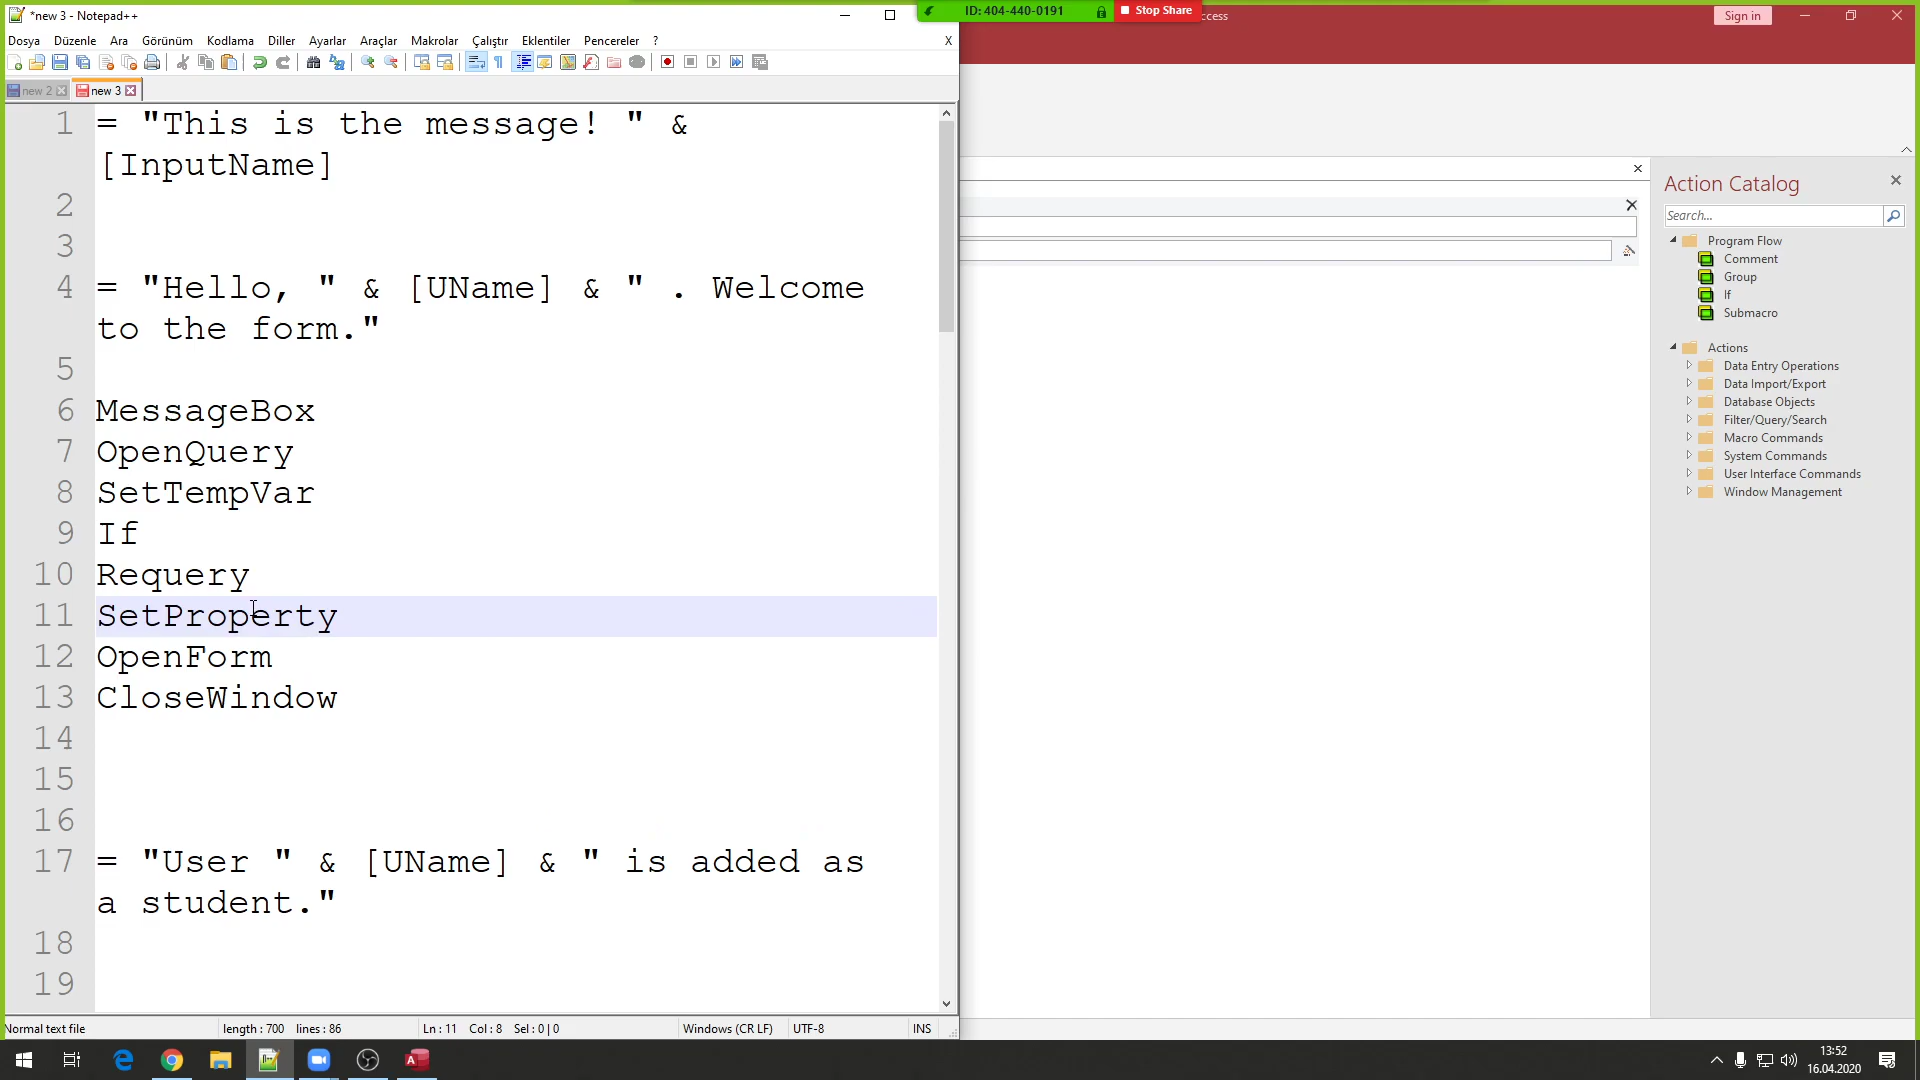 *new 3 - Notepad++
ID: 404-440-0191
Stop Share
ccess
Sign in
Dosya Düzenle Ara Görünüm Kodlama Diller Ayarlar Araçlar Makrolar Çalıştır Eklentiler Pencereler ? X
new 2 new 3
1 = "This is the message! " &
[InputName]
2
3
4 = "Hello, " & [UName] & " . Welcome
to the form."
5
6 MessageBox
7 OpenQuery
8 SetTempVar
9 If
10 Requery
11 SetProperty
12 OpenForm
13 CloseWindow
14
15
16
17 = "User " & [UName] & " is added as
a student."
18
19
Action Catalog
Search...
Program Flow
Comment
Group
If
Submacro
Actions
Data Entry Operations
Data Import/Export
Database Objects
Filter/Query/Search
Macro Commands
System Commands
User Interface Commands
Window Management
Normal text file length : 700 lines : 86 Ln : 11 Col : 8 Sel : 0 | 0 Windows (CR LF) UTF-8 INS
13:52
16.04.2020